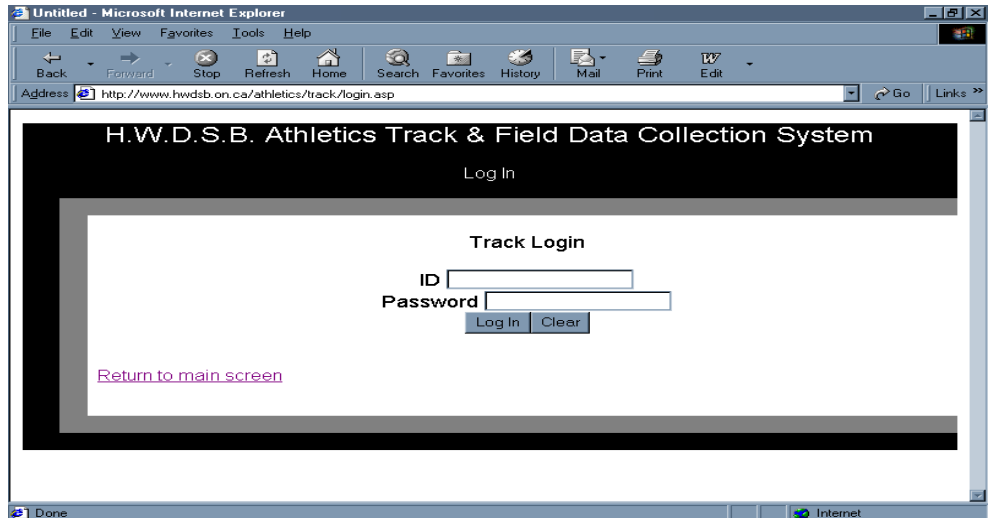 Untitled - Microsoft Internet Explorer
File Edit View Favorites Tools Help
Back Forward Stop Refresh Home Search Favorites History Mail Print Edit
Address http://www.hwdsb.on.ca/athletics/track/login.asp Go Links »
H.W.D.S.B. Athletics Track & Field Data Collection System
Log In
Track Login
ID
Password
Log In Clear
Return to main screen
Done Internet